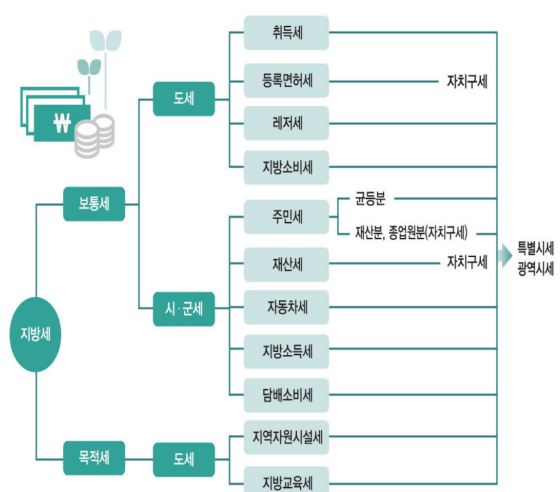 취득세
등록면허세
자치구세
도세
레저세
₩
지방소비세
보통세
주민세
균등분
재산분, 종업원분(자치구세)
특별시세
광역시세
재산세
자치구세
시·군세
자동차세
지방세
지방소득세
담배소비세
지역자원시설세
목적세
도세
지방교육세